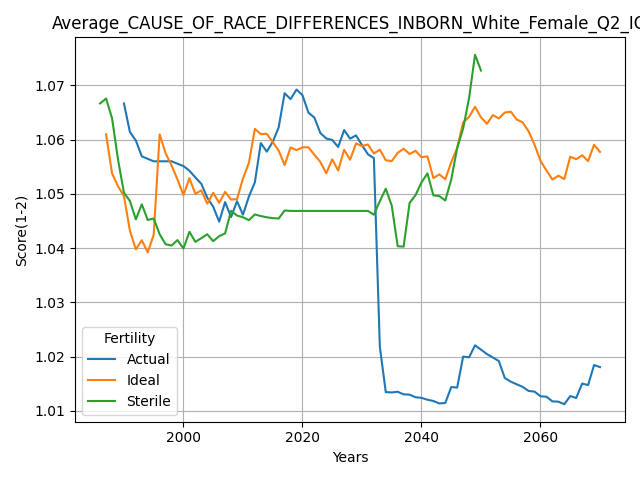 Average_CAUSE_OF_RACE_DIFFERENCES_INBORN_White_Female_Q2_IC
1.07
1.06
1.05
1.04
1.03
1.02
1.01
Score(1-2)
Fertility
Actual
Ideal
Sterile
2000 2020 2040 2060
Years